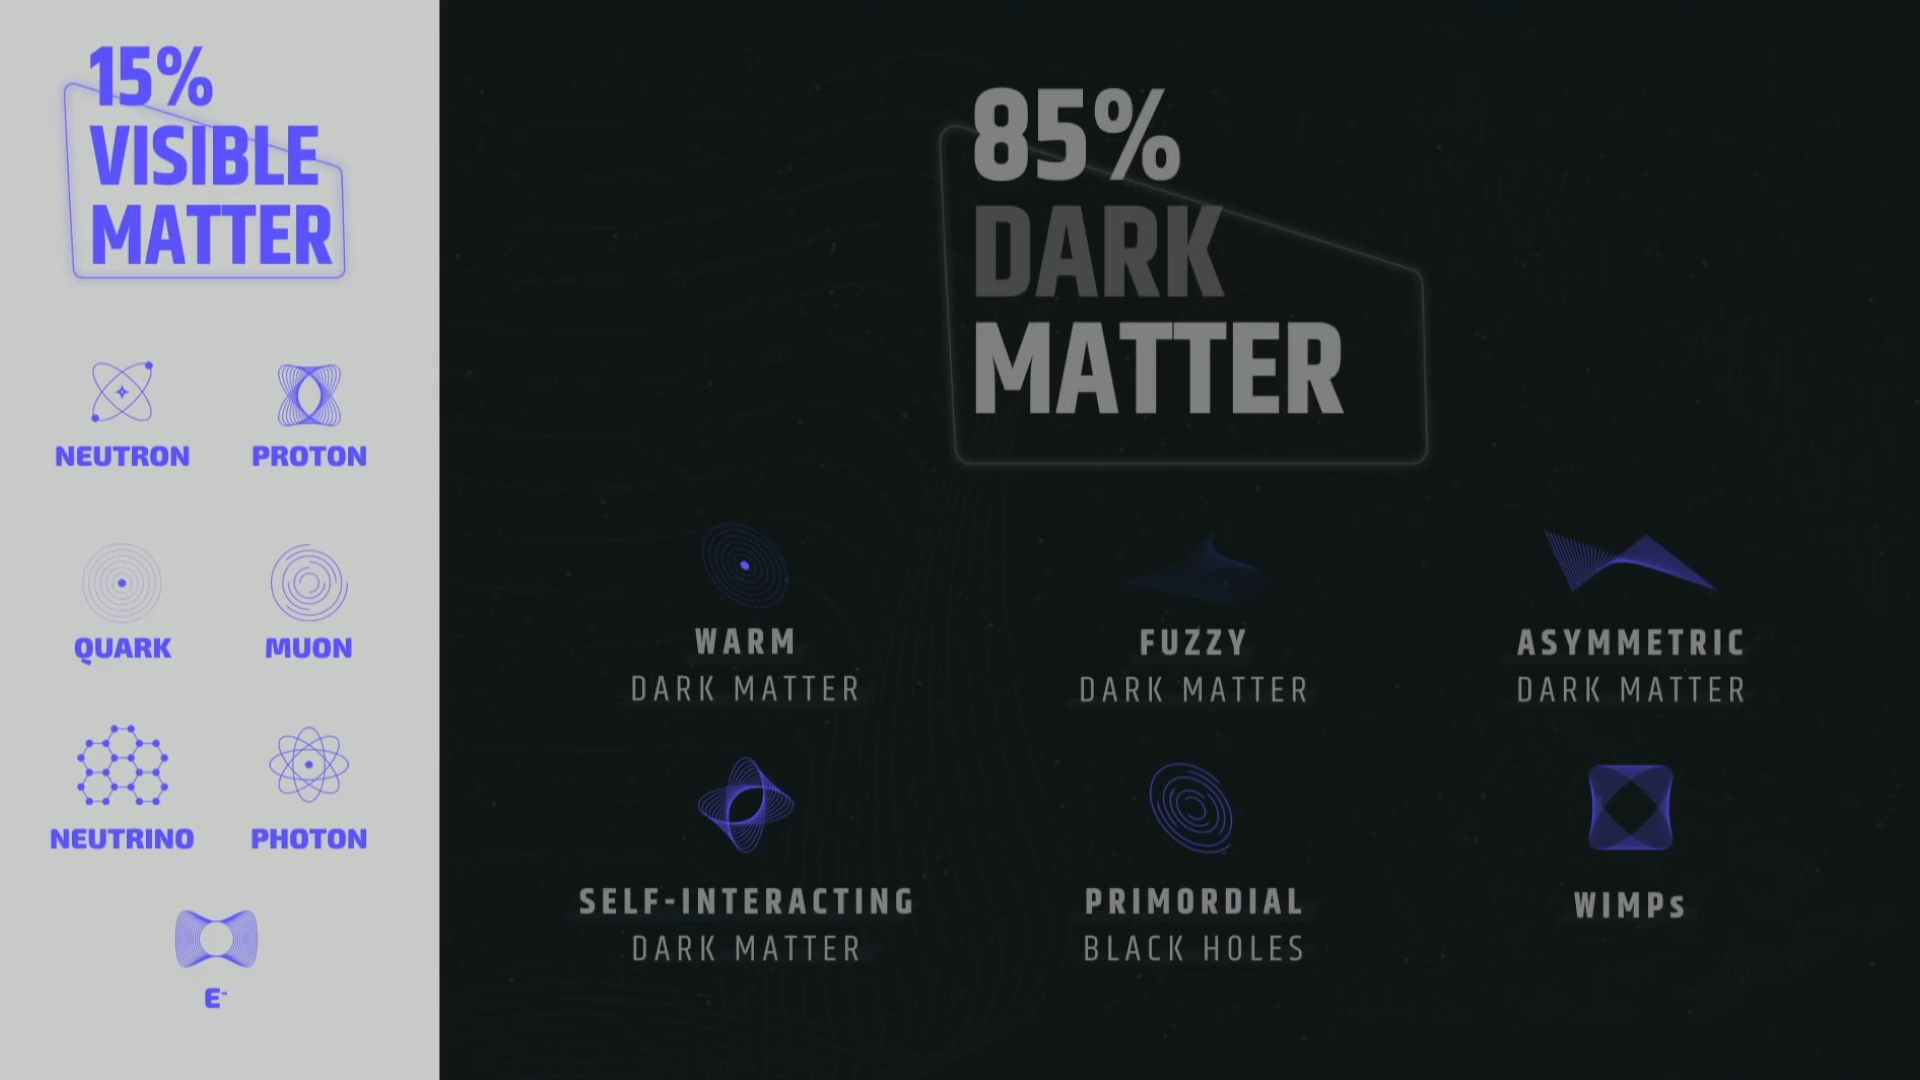 15%
VISIBLE
MATTER
NEUTRON
PROTON
QUARK
MUON
NEUTRINO
PHOTON
E-
85%
DARK
MATTER
WARM
DARK MATTER
FUZZY
DARK MATTER
ASYMMETRIC
DARK MATTER
SELF-INTERACTING
DARK MATTER
PRIMORDIAL
BLACK HOLES
WIMPs